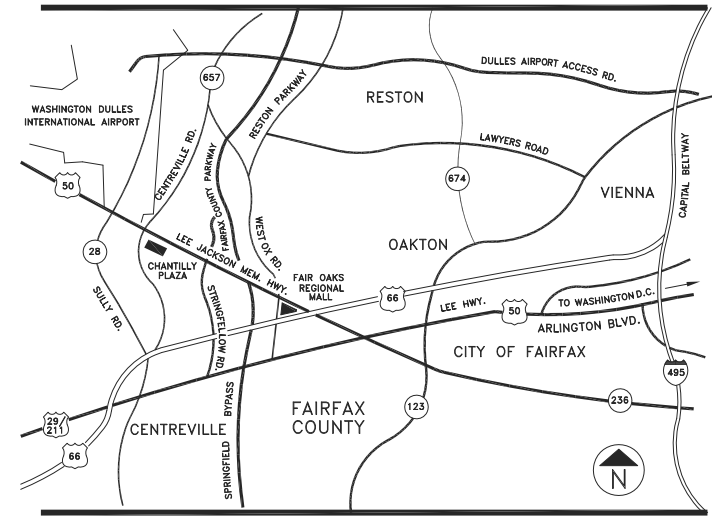 DULLES AIRPORT ACCESS RD.
657
RESTON PARKWAY
RESTON
WASHINGTON DULLES
INTERNATIONAL AIRPORT
CENTREVILLE RD.
LAWYERS ROAD
CAPITAL BELTWAY
FAIRFAX COUNTY PARKWAY
674
50
VIENNA
WEST OX RD.
28
LEE JACKSON MEM. HWY.
OAKTON
CHANTILLY
PLAZA
FAIR OAKS
REGIONAL
MALL
SULLY RD.
STRINGFELLOW RD.
66
LEE HWY.
50
TO WASHINGTON D.C.
ARLINGTON BLVD.
CITY OF FAIRFAX
495
29/
211
CENTREVILLE
SPRINGFIELD BYPASS
FAIRFAX
COUNTY
123
236
66
N